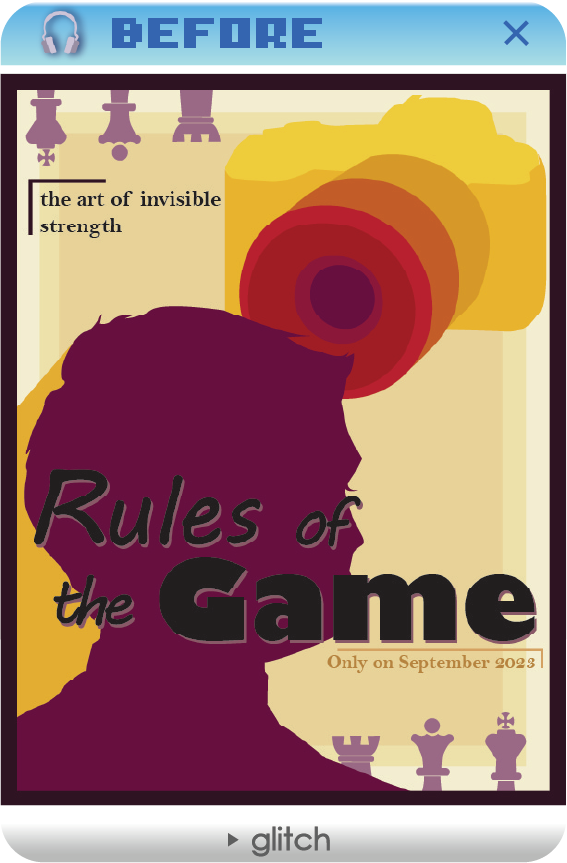 BEFORE
the art of invisible
strength
Rules of
the Game
Only on September 2023
glitch